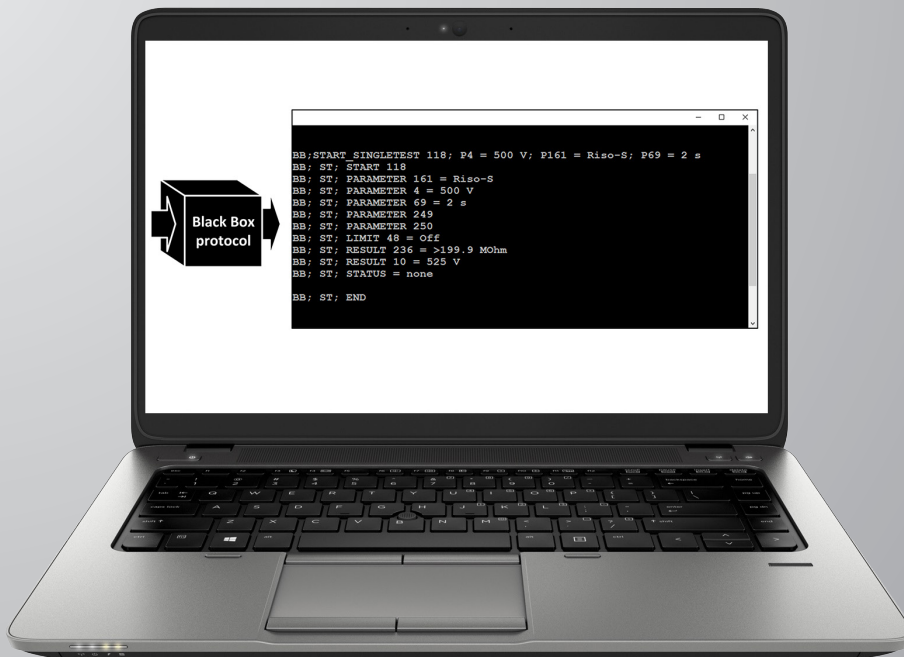 Black Box
protocol
BB;START_SINGLETEST 118; P4 = 500 V; P161 = Riso-S; P69 = 2 s
BB; ST; START 118
BB; ST; PARAMETER 161 = Riso-S
BB; ST; PARAMETER 4 = 500 V
BB; ST; PARAMETER 69 = 2 s
BB; ST; PARAMETER 249
BB; ST; PARAMETER 250
BB; ST; LIMIT 48 = Off
BB; ST; RESULT 236 = >199.9 MOhm
BB; ST; RESULT 10 = 525 V
BB; ST; STATUS = none
BB; ST; END
Q W E R T Y U I O P
A S D F G H J K L
Z X C V B N M